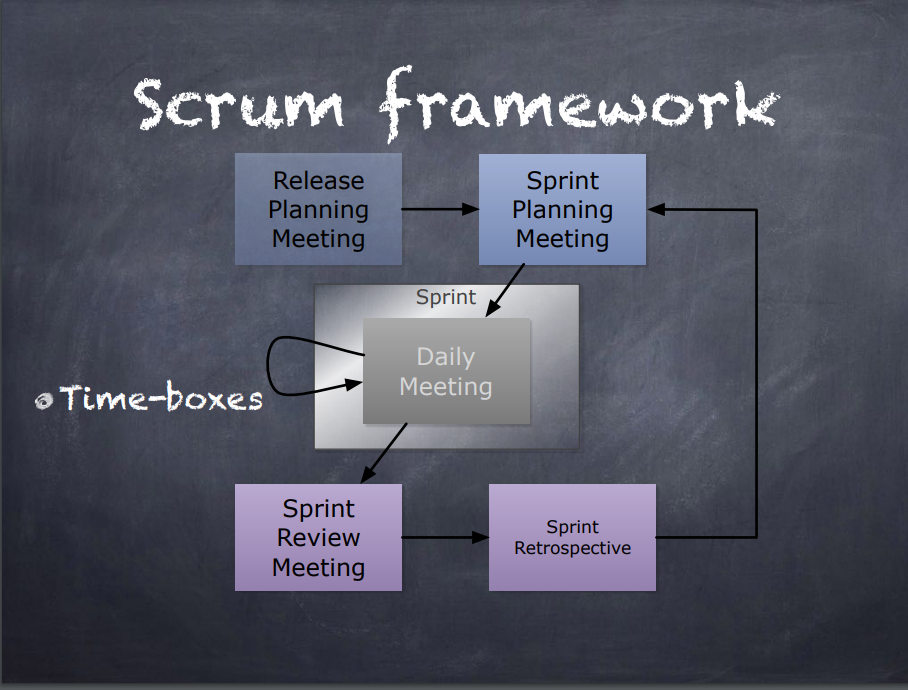 Scrum framework
Release
Planning
Meeting
Sprint
Planning
Meeting
Sprint
Daily
Meeting
Time-boxes
Sprint
Review
Meeting
Sprint
Retrospective